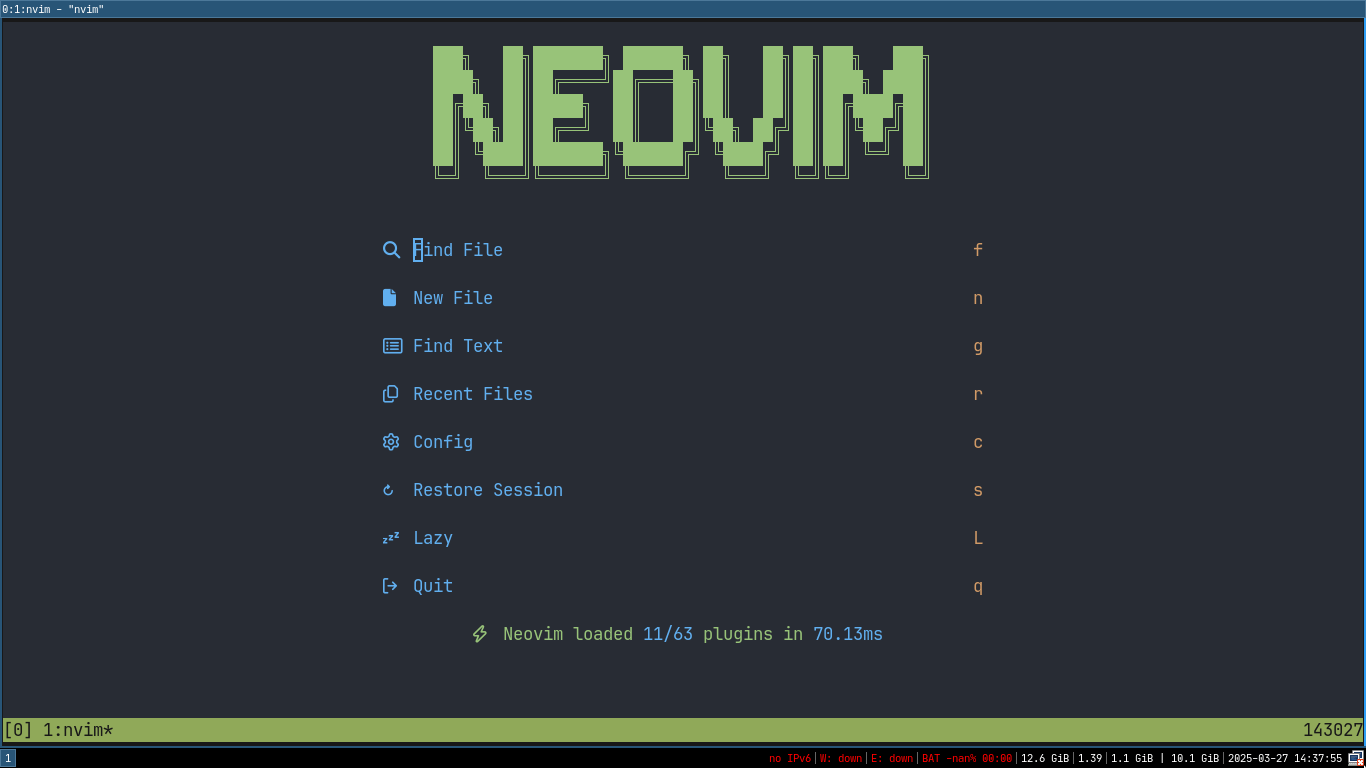 0:1:nvim - "nvim"
NEOVIM
Find File f
New File n
Find Text g
Recent Files r
Config c
Restore Session s
Lazy L
Quit q
Neovim loaded 11/63 plugins in 70.13ms
[0] 1:nvim* 143027
1 no IPv6|W: down|E: down|BAT -nan% 00:00|12.6 GiB|1.39|1.1 GiB | 10.1 GiB|2025-03-27 14:37:55